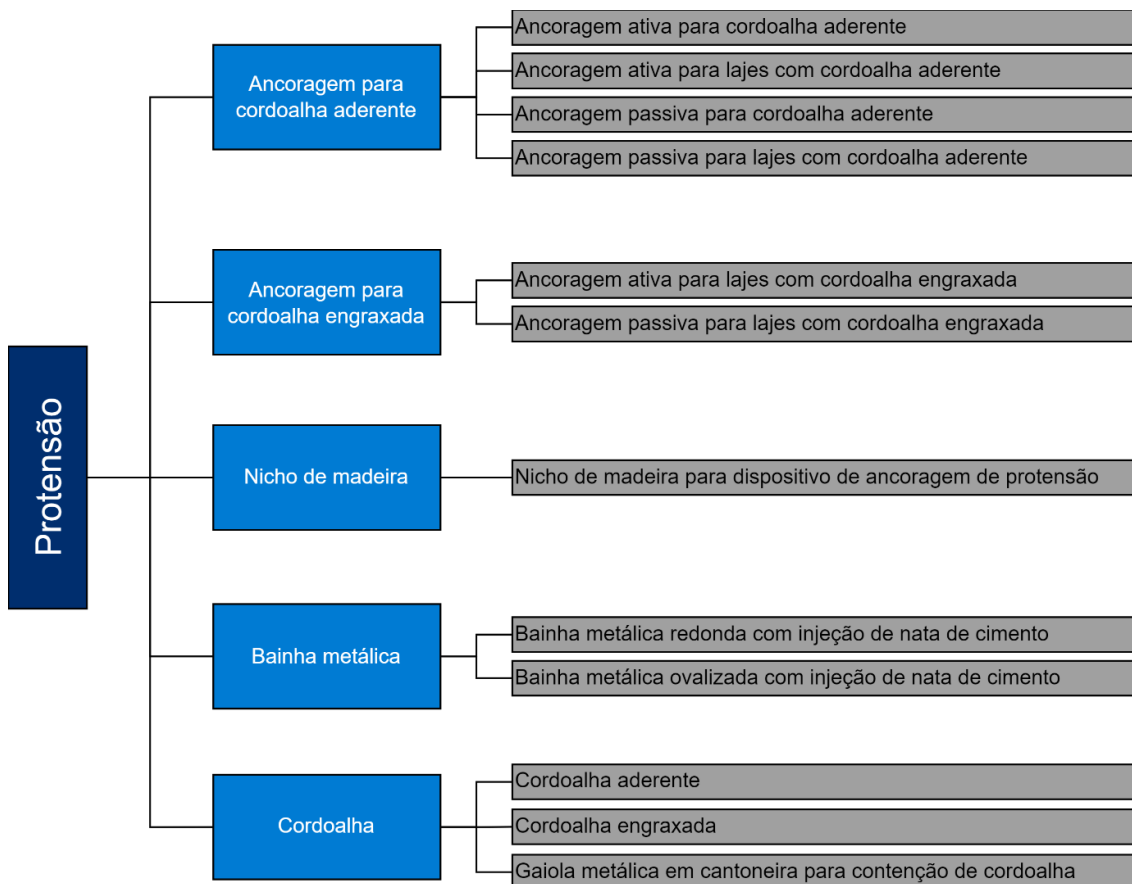 Protensão
Ancoragem para
cordoalha aderente
Ancoragem ativa para cordoalha aderente
Ancoragem ativa para lajes com cordoalha aderente
Ancoragem passiva para cordoalha aderente
Ancoragem passiva para lajes com cordoalha aderente
Ancoragem para
cordoalha engraxada
Ancoragem ativa para lajes com cordoalha engraxada
Ancoragem passiva para lajes com cordoalha engraxada
Nicho de madeira
Nicho de madeira para dispositivo de ancoragem de protensão
Bainha metálica
Bainha metálica redonda com injeção de nata de cimento
Bainha metálica ovalizada com injeção de nata de cimento
Cordoalha
Cordoalha aderente
Cordoalha engraxada
Gaiola metálica em cantoneira para contenção de cordoalha